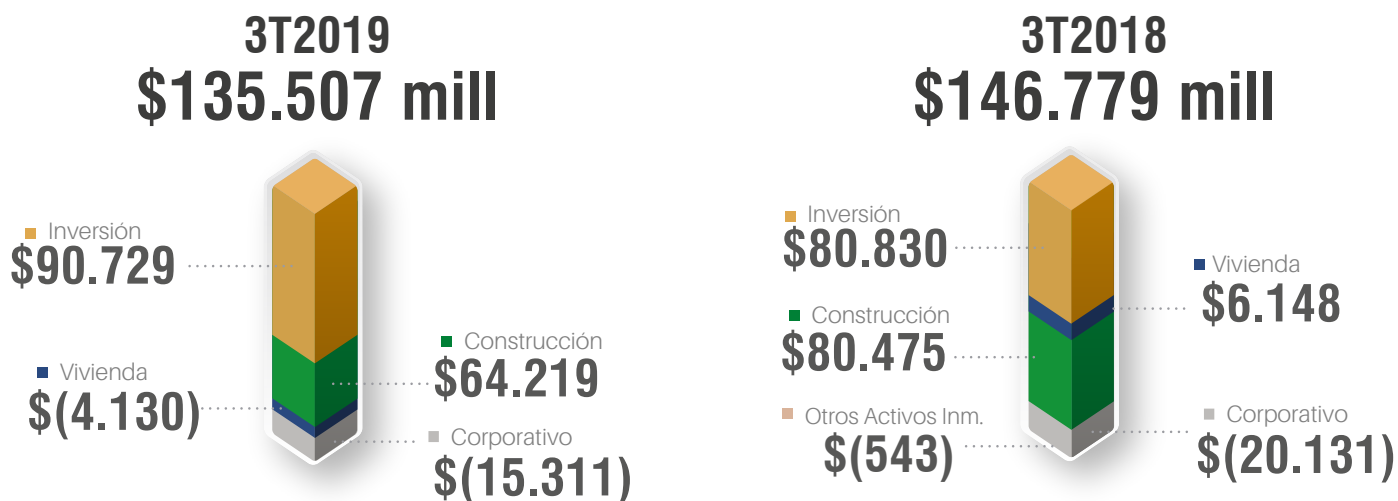 3T2019
$135.507 mill
Inversión
$90.729
Construcción
$64.219
Vivienda
$(4.130)
Corporativo
$(15.311)
3T2018
$146.779 mill
Inversión
$80.830
Vivienda
$6.148
Construcción
$80.475
Otros Activos Inm.
$(543)
Corporativo
$(20.131)